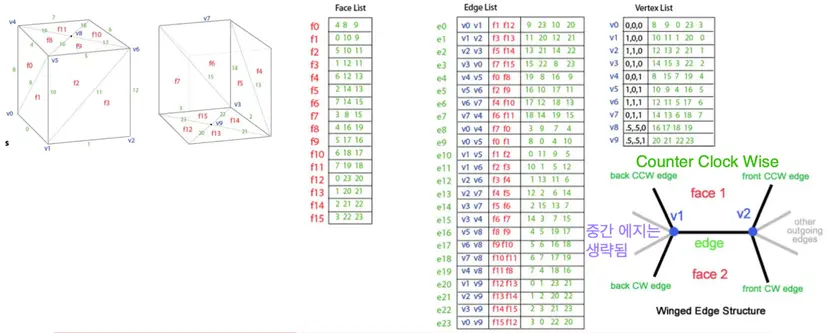 Face List
f0 4 8 9
f1 0 10 9
f2 5 10 11
f3 1 12 11
f4 6 12 13
f5 2 14 13
f6 7 14 15
f7 3 8 15
f8 4 16 19
f9 5 17 16
f10 6 18 17
f11 7 19 18
f12 0 23 20
f13 1 20 21
f14 2 21 22
f15 3 22 23
Edge List
e0 v0 v1 f1 f12 9 23 10 20
e1 v1 v2 f3 f13 11 20 12 21
e2 v2 v3 f5 f14 13 21 14 22
e3 v3 v0 f7 f15 15 22 8 23
e4 v4 v5 f0 f8 19 8 16 9
e5 v5 v6 f2 f9 16 10 17 11
e6 v6 v7 f4 f10 17 12 18 13
e7 v7 v4 f6 f11 18 14 19 15
e8 v0 v4 f7 f0 3 9 7 4
e9 v0 v5 f0 f1 8 0 4 10
e10 v1 v5 f1 f2 0 11 9 5
e11 v1 v6 f2 f3 10 1 5 12
e12 v2 v6 f3 f4 1 13 11 6
e13 v2 v7 f4 f5 12 2 6 14
e14 v3 v7 f5 f6 2 15 13 7
e15 v3 v4 f6 f7 14 3 7 15
e16 v5 v8 f8 f9 4 5 19 17
e17 v6 v8 f9 f10 5 6 16 18
e18 v7 v8 f10 f11 6 7 17 19
e19 v4 v8 f11 f8 7 4 18 16
e20 v1 v9 f12 f13 0 1 23 21
e21 v2 v9 f13 f14 1 2 20 22
e22 v3 v9 f14 f15 2 3 21 23
e23 v0 v9 f15 f12 3 0 22 20
Vertex List
v0 0,0,0 8 9 0 23 3
v1 1,0,0 10 11 1 20 0
v2 1,1,0 12 13 2 21 1
v3 0,1,0 14 15 3 22 2
v4 0,0,1 8 15 7 19 4
v5 1,0,1 10 9 4 16 5
v6 1,1,1 12 11 5 17 6
v7 0,1,1 14 13 6 18 7
v8 .5,.5,0 16 17 18 19
v9 .5,.5,1 20 21 22 23
Counter Clock Wise
back CCW edge
front CCW edge
face 1
v1
v2
중간 에지는
생략됨
edge
other
outgoing
edges
face 2
back CW edge
front CW edge
Winged Edge Structure
v4
v8
v6
v5
f11
f10
f8
f9
f0
f1
f2
f3
v0
v1
v2
s
v7
f6
f5
f4
f7
v3
f15
v9
f12
f13
f14